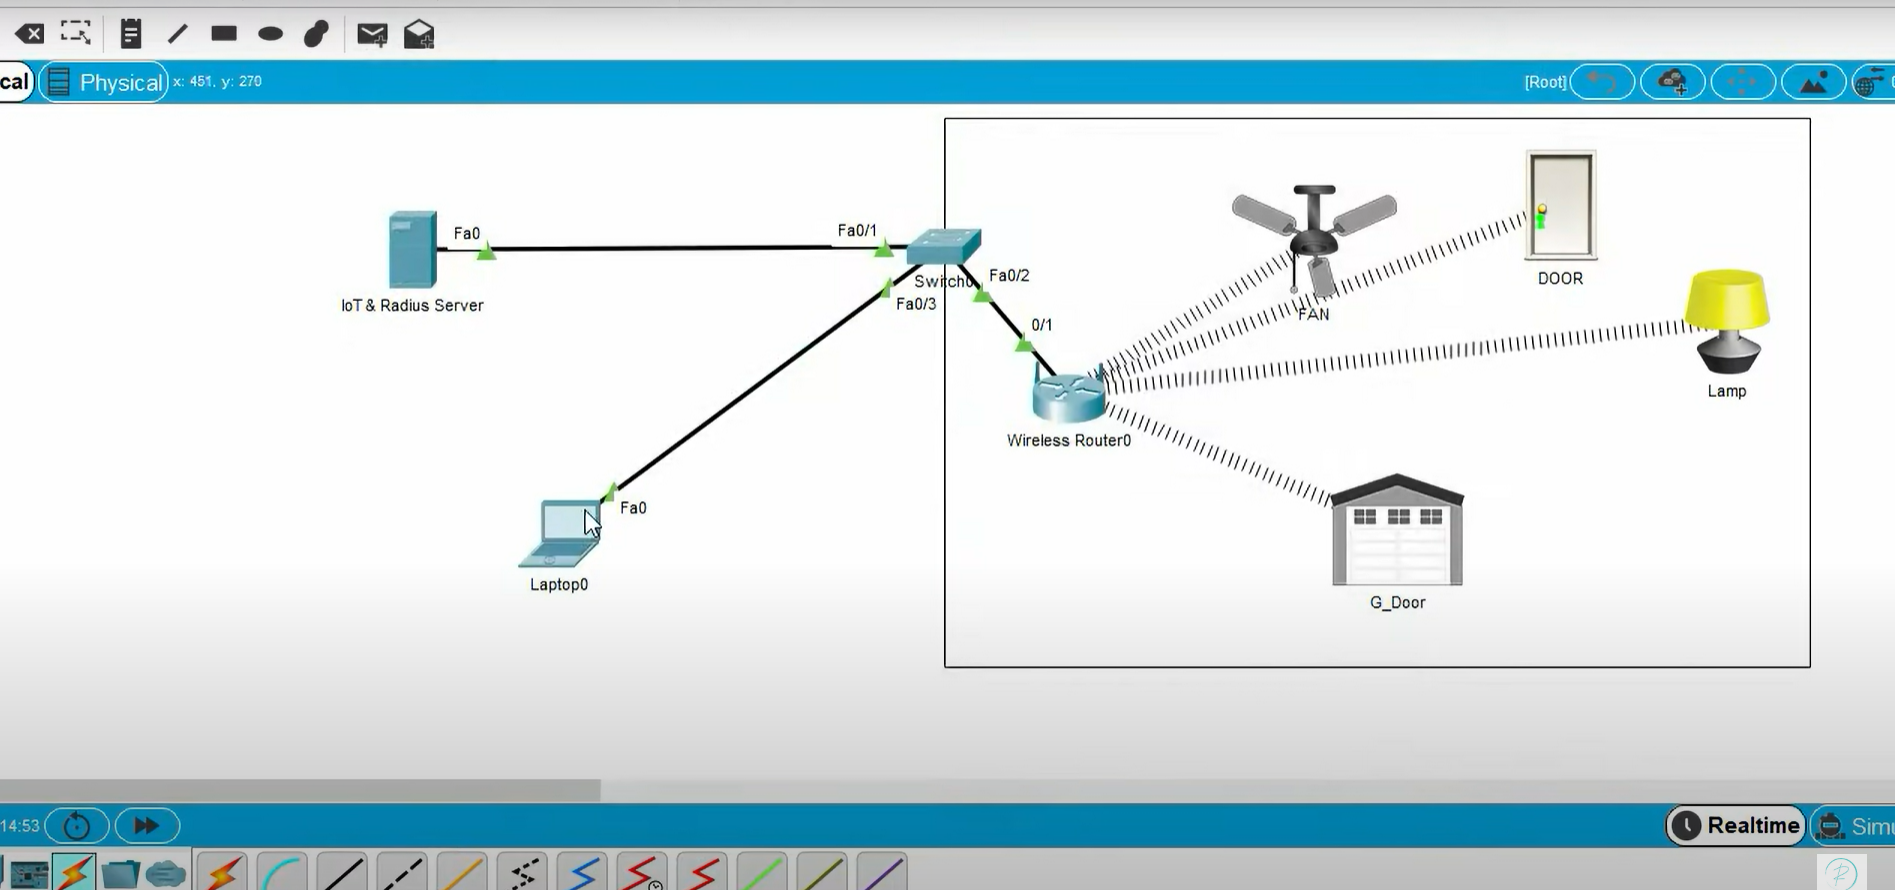 cal
Physical
x: 451, y: 270
[Root]
Fa0
Fa0/1
IoT & Radius Server
Switch0
Fa0/2
Fa0/3
0/1
Wireless Router0
FAN
DOOR
Lamp
G_Door
Fa0
Laptop0
14:53
Realtime
Simu